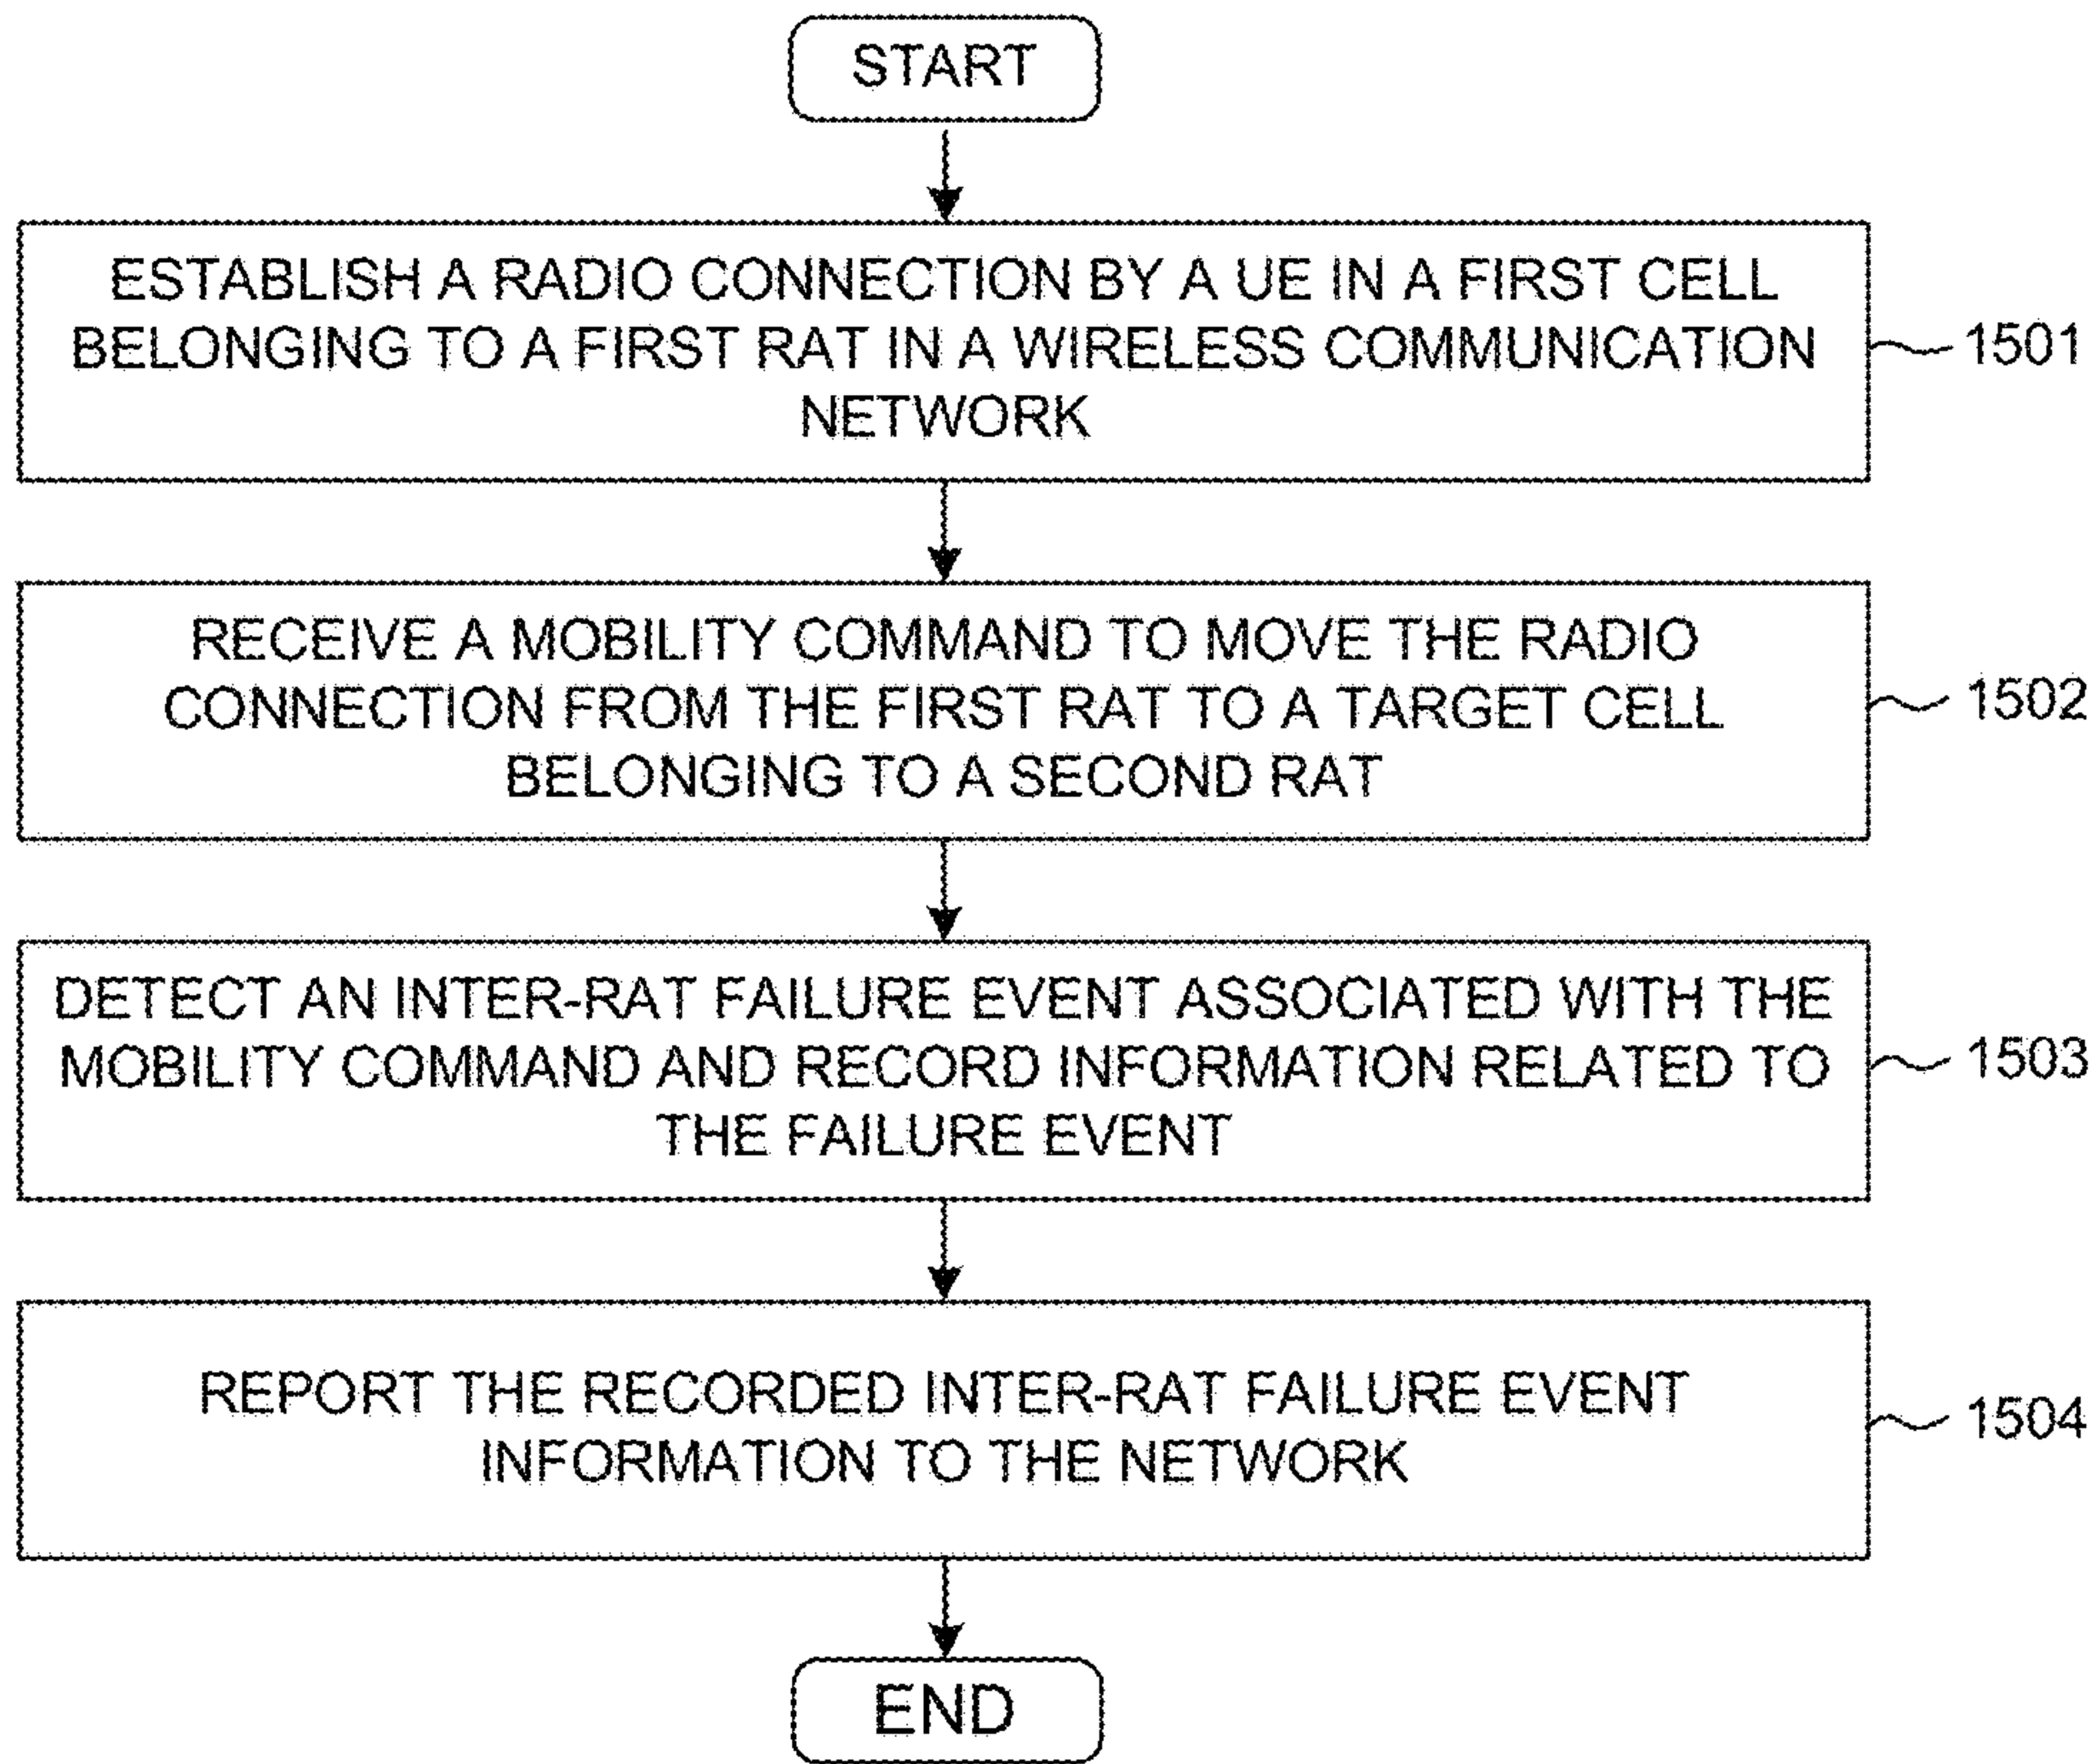 START
ESTABLISH A RADIO CONNECTION BY A UE IN A FIRST CELL
BELONGING TO A FIRST RAT IN A WIRELESS COMMUNICATION
NETWORK
1501
RECEIVE A MOBILITY COMMAND TO MOVE THE RADIO
CONNECTION FROM THE FIRST RAT TO A TARGET CELL
BELONGING TO A SECOND RAT
1502
DETECT AN INTER-RAT FAILURE EVENT ASSOCIATED WITH THE
MOBILITY COMMAND AND RECORD INFORMATION RELATED TO
THE FAILURE EVENT
1503
REPORT THE RECORDED INTER-RAT FAILURE EVENT
INFORMATION TO THE NETWORK
1504
END